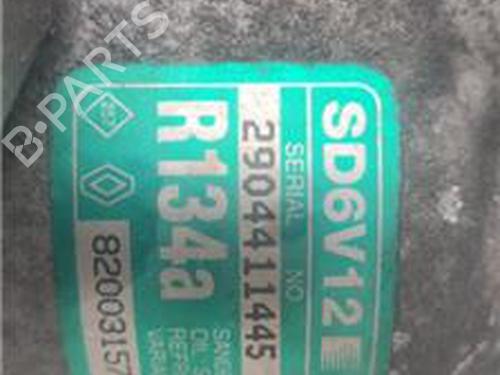 SD6V12
SERIAL NO
2904411445
R134a
82003157
B-PARTS